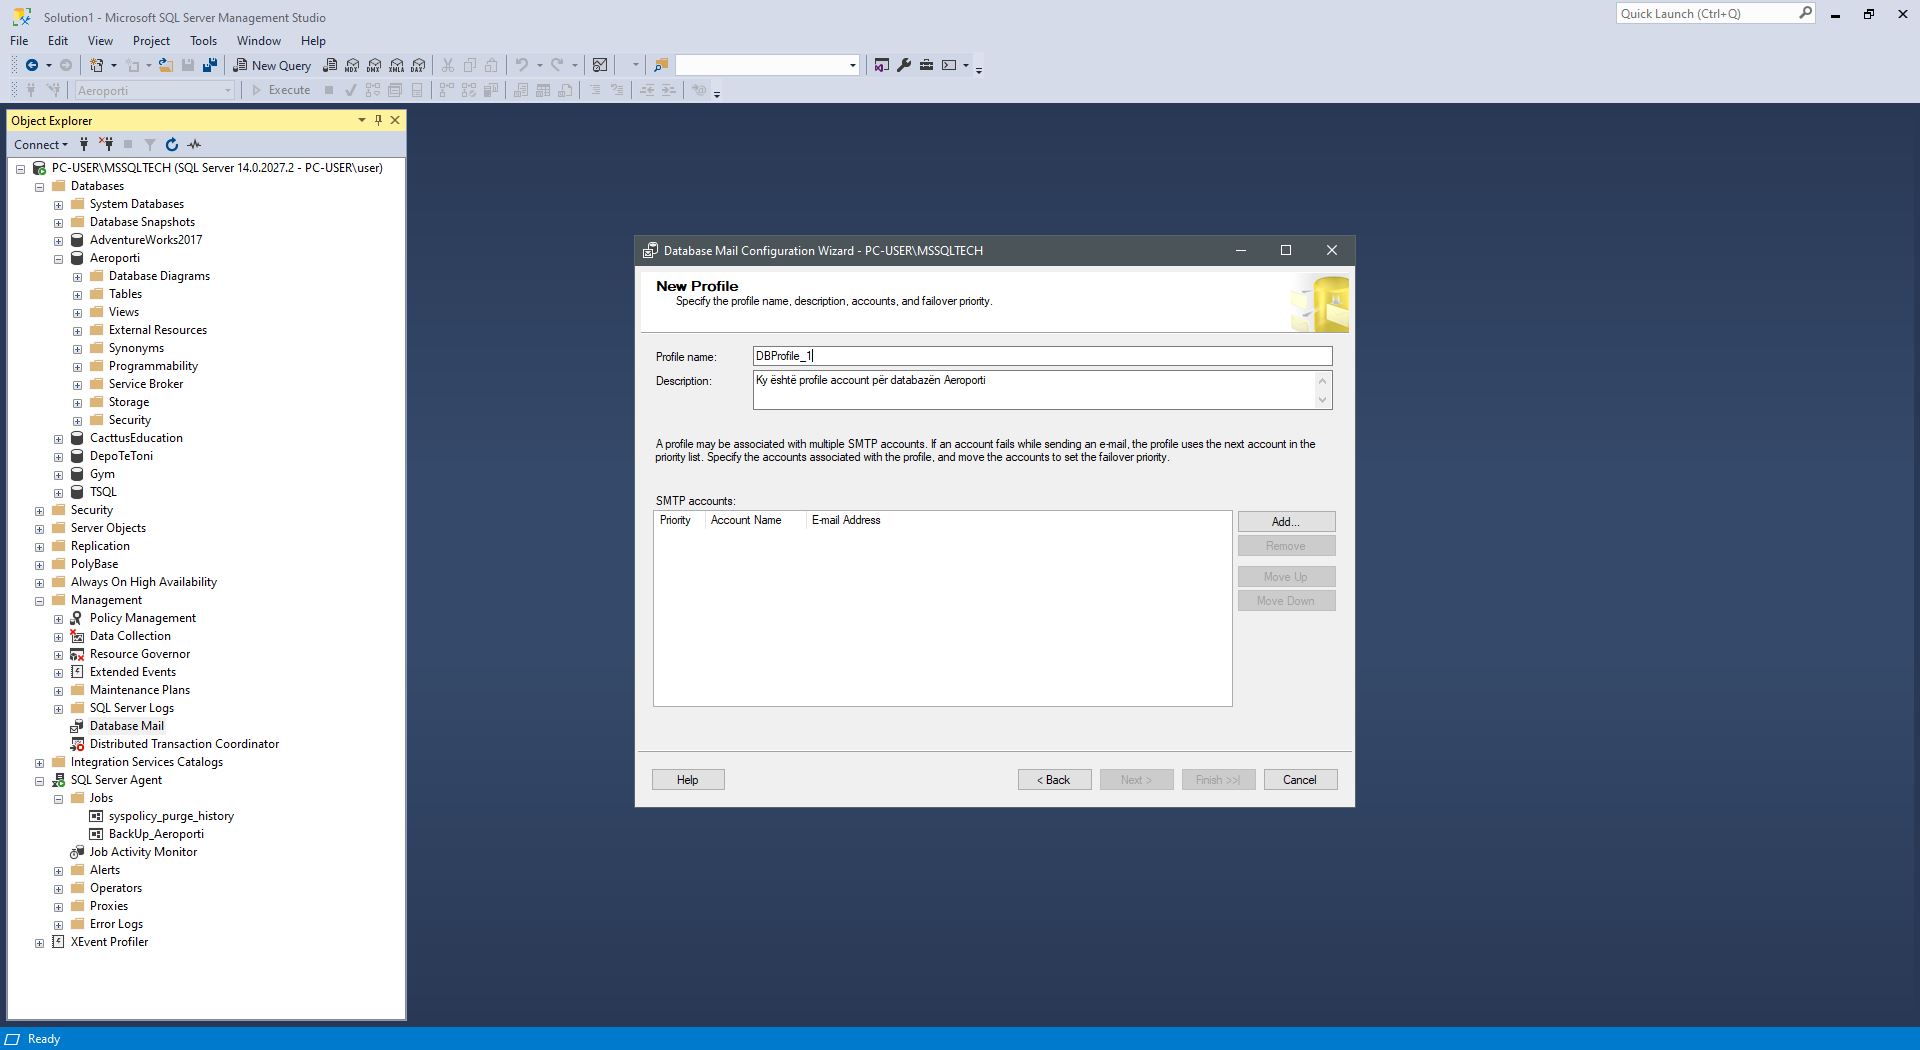 Solution1 - Microsoft SQL Server Management Studio
Quick Launch (Ctrl+Q)
File Edit View Project Tools Window Help
New Query MDX DMX XMLA DAX
Aeroporti Execute
Object Explorer
Connect
PC-USER\MSSQLTECH (SQL Server 14.0.2027.2 - PC-USER\user)
Databases
System Databases
Database Snapshots
AdventureWorks2017
Aeroporti
Database Diagrams
Tables
Views
External Resources
Synonyms
Programmability
Service Broker
Storage
Security
CacttusEducation
DepoTeToni
Gym
TSQL
Security
Server Objects
Replication
PolyBase
Always On High Availability
Management
Policy Management
Data Collection
Resource Governor
Extended Events
Maintenance Plans
SQL Server Logs
Database Mail
Distributed Transaction Coordinator
Integration Services Catalogs
SQL Server Agent
Jobs
syspolicy_purge_history
BackUp_Aeroporti
Job Activity Monitor
Alerts
Operators
Proxies
Error Logs
XEvent Profiler
Database Mail Configuration Wizard - PC-USER\MSSQLTECH
New Profile
Specify the profile name, description, accounts, and failover priority.
Profile name: DBProfile_1
Description: Ky është profile account për databazën Aeroporti
A profile may be associated with multiple SMTP accounts. If an account fails while sending an e-mail, the profile uses the next account in the
priority list. Specify the accounts associated with the profile, and move the accounts to set the failover priority.
SMTP accounts:
Priority Account Name E-mail Address
Add...
Remove
Move Up
Move Down
Help < Back Next > Finish >>| Cancel
Ready